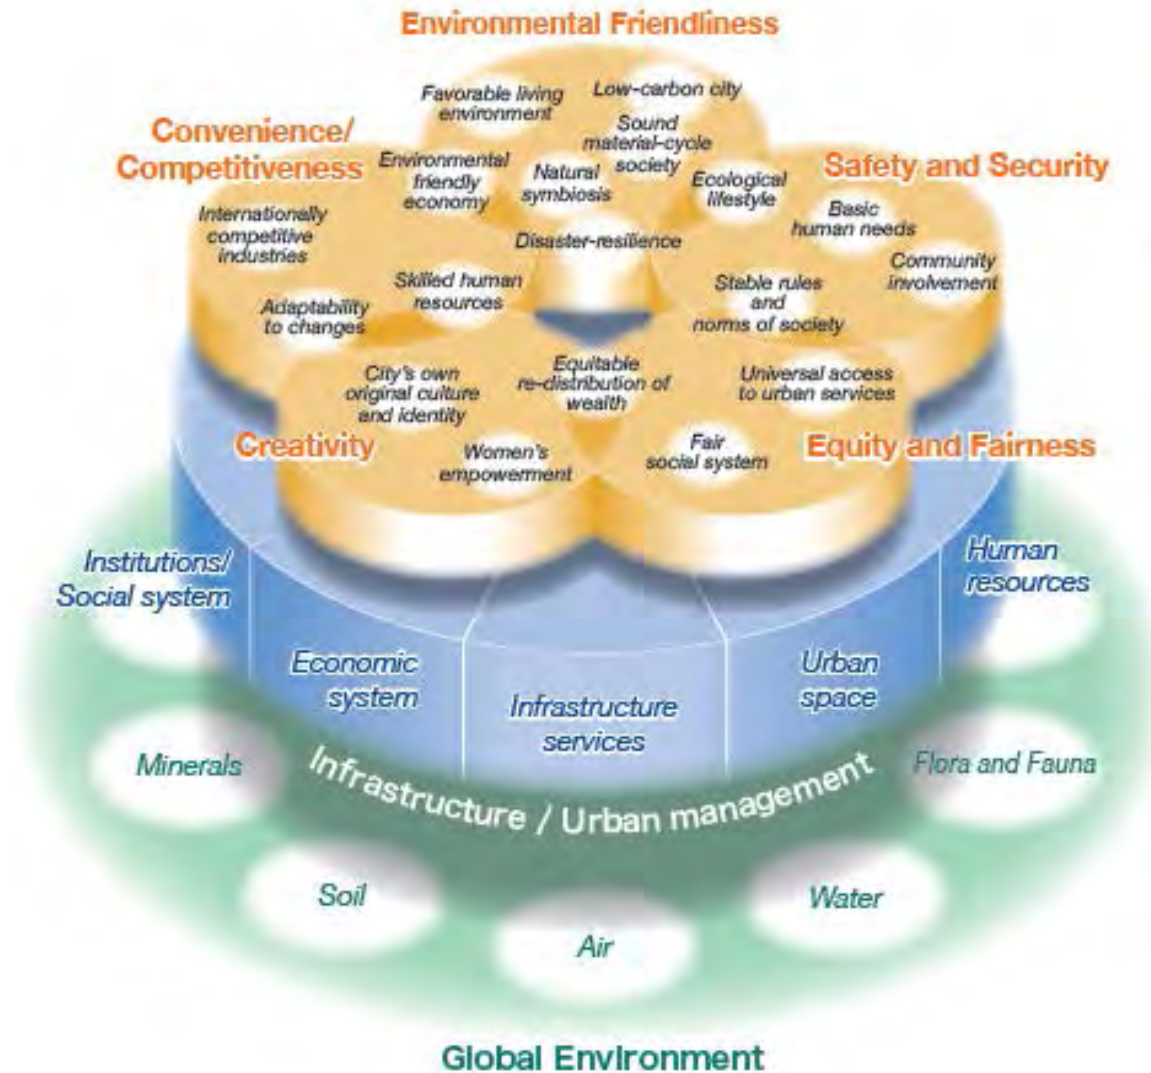 Environmental Friendliness
Favorable living
environment
Low-carbon city
Sound
material-cycle
society
Convenience/
Competitiveness
Environmental
friendly
economy
Natural
symbiosis
Ecological
lifestyle
Safety and Security
Internationally
competitive
industries
Disaster-resilience
Basic
human needs
Community
involvement
Skilled human
resources
Adaptability
to changes
Stable rules
and
norms of society
City's own
original culture
and identity
Equitable
re-distribution of
wealth
Universal access
to urban services
Creativity
Women's
empowerment
Fair
social system
Equity and Fairness
Institutions/
Social system
Economic
system
Infrastructure
services
Urban
space
Human
resources
Infrastructure / Urban management
Minerals
Soil
Air
Water
Flora and Fauna
Global Environment